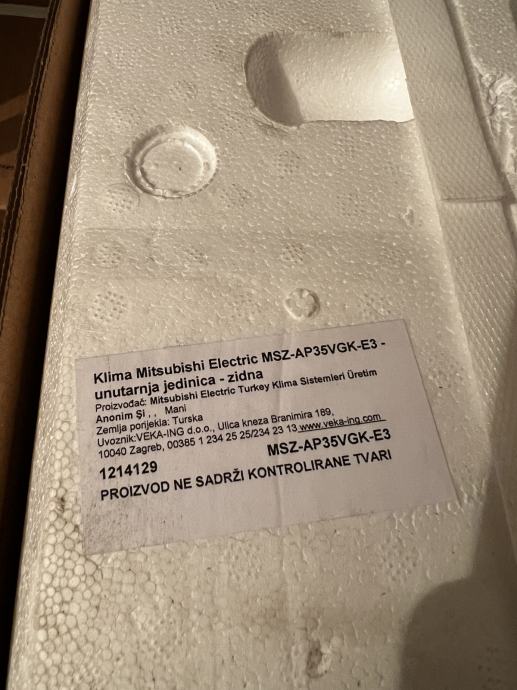 Klima Mitsubishi Electric MSZ-AP35VGK-E3 -
unutarnja jedinica - zidna
Proizvođač: Mitsubishi Electric Turkey Klima Sistemleri Üretim
Anonim Şi , , Mani
Zemlja porijekla: Turska
Uvoznik:VEKA-ING d.o.o., Ulica kneza Branimira 189,
10040 Zagreb, 00385 1 234 25 25/234 23 13 www.veka-ing.com
MSZ-AP35VGK-E3
1214129
PROIZVOD NE SADRŽI KONTROLIRANE TVARI